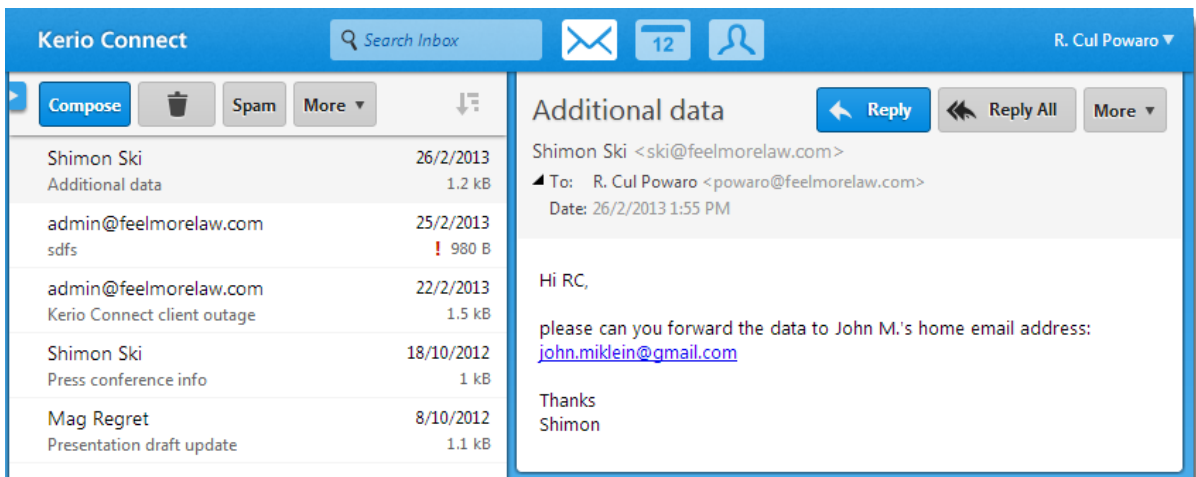 Kerio Connect
Search Inbox
12
R. Cul Powaro ▼
Compose
Spam
More ▼
Shimon Ski 26/2/2013
Additional data 1.2 kB
admin@feelmorelaw.com 25/2/2013
sdfs ! 980 B
admin@feelmorelaw.com 22/2/2013
Kerio Connect client outage 1.5 kB
Shimon Ski 18/10/2012
Press conference info 1 kB
Mag Regret 8/10/2012
Presentation draft update 1.1 kB
Additional data
Reply
Reply All
More ▼
Shimon Ski <ski@feelmorelaw.com>
To: R. Cul Powaro <powaro@feelmorelaw.com>
Date: 26/2/2013 1:55 PM
Hi RC,
please can you forward the data to John M.'s home email address:
john.miklein@gmail.com
Thanks
Shimon